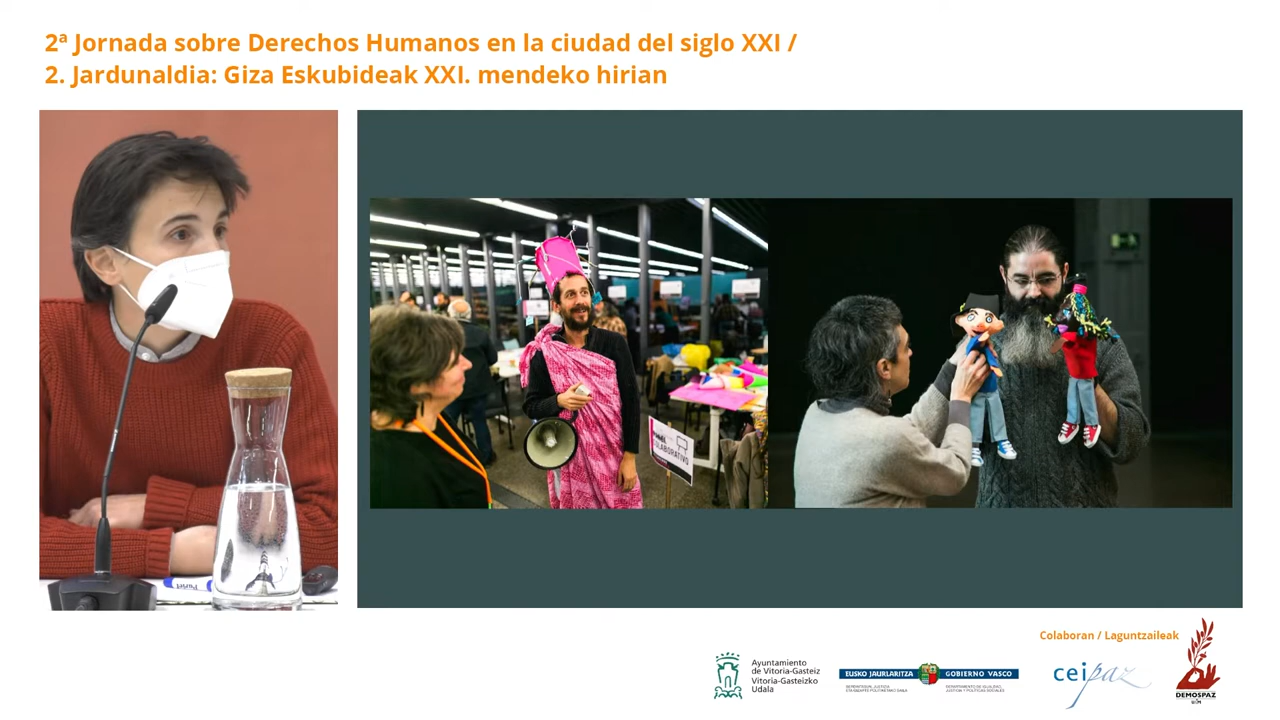 2ª Jornada sobre Derechos Humanos en la ciudad del siglo XXI /
2. Jardunaldia: Giza Eskubideak XXI. mendeko hirian
COLABORATIVO
Colaboran / Laguntzaileak
Ayuntamiento
de Vitoria-Gasteiz
Vitoria-Gasteizko
Udala
EUSKO JAURLARITZA
GOBIERNO VASCO
ceipaz
DEMOSPAZ
UAM